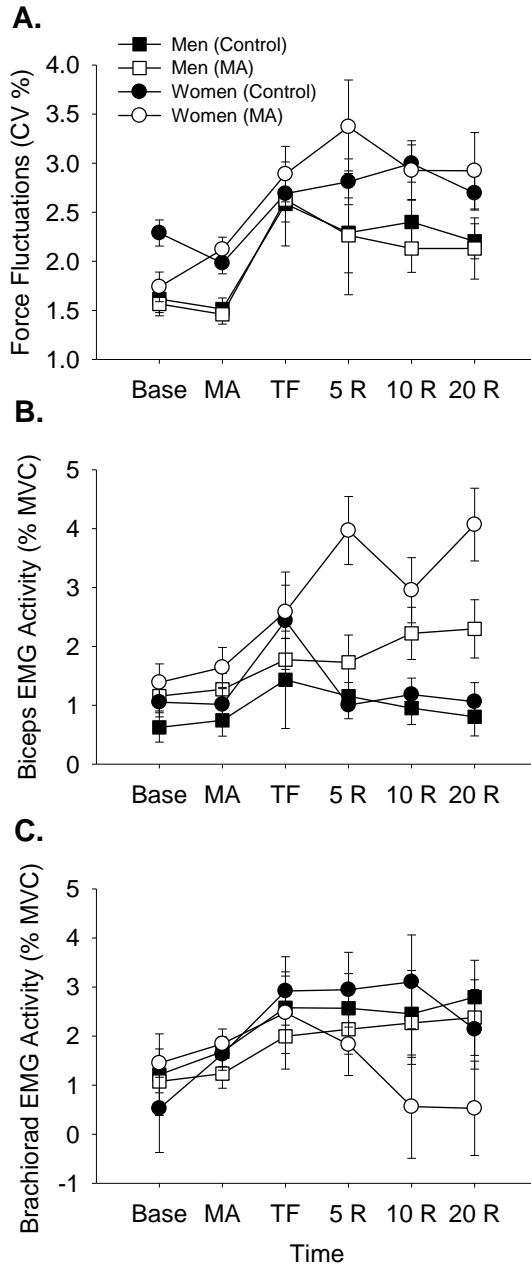 A.
Men (Control)
Men (MA)
Women (Control)
Women (MA)
Force Fluctuations (CV %)
4.0
3.5
3.0
2.5
2.0
1.5
1.0
Base MA TF 5 R 10 R 20 R
B.
Biceps EMG Activity (% MVC)
5
4
3
2
1
0
Base MA TF 5 R 10 R 20 R
C.
Brachiorad EMG Activity (% MVC)
5
4
3
2
1
0
-1
Base MA TF 5 R 10 R 20 R
Time